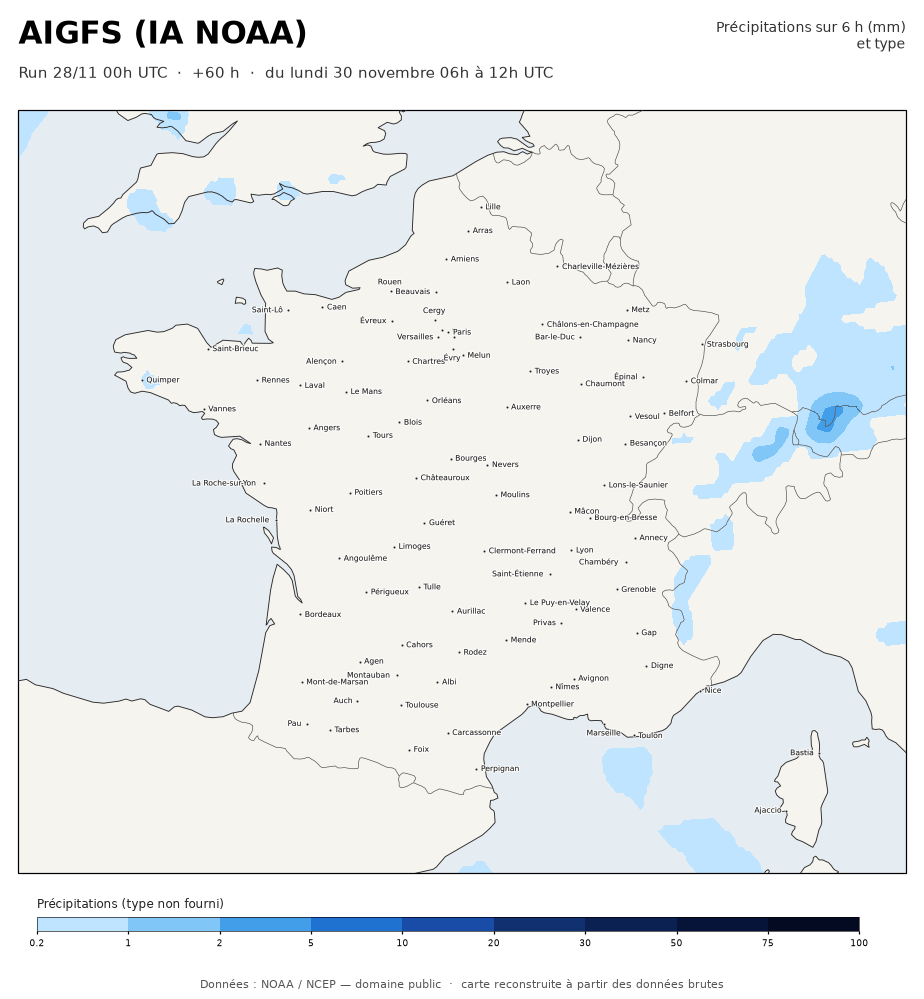 AIGFS (IA NOAA)
Précipitations sur 6 h (mm)
et type
Run 28/11 00h UTC · +60 h · du lundi 30 novembre 06h à 12h UTC
Lille
Arras
Amiens
Charleville-Mézières
Rouen
Beauvais
Laon
Saint-Lô
Caen
Cergy
Metz
Évreux
Châlons-en-Champagne
Versailles
Paris
Bar-le-Duc
Nancy
Strasbourg
Saint-Brieuc
Alençon
Chartres
Évry
Melun
Quimper
Rennes
Laval
Troyes
Chaumont
Épinal
Colmar
Le Mans
Orléans
Vannes
Auxerre
Vesoul
Belfort
Angers
Blois
Tours
Nantes
Dijon
Besançon
Bourges
Nevers
La Roche-sur-Yon
Châteauroux
Lons-le-Saunier
Poitiers
Moulins
Niort
Mâcon
Bourg-en-Bresse
La Rochelle
Guéret
Annecy
Limoges
Angoulême
Clermont-Ferrand
Lyon
Chambéry
Saint-Étienne
Périgueux
Tulle
Grenoble
Bordeaux
Aurillac
Le Puy-en-Velay
Valence
Privas
Gap
Cahors
Mende
Rodez
Agen
Digne
Montauban
Mont-de-Marsan
Albi
Avignon
Nîmes
Nice
Auch
Toulouse
Montpellier
Pau
Tarbes
Carcassonne
Marseille
Toulon
Foix
Bastia
Perpignan
Ajaccio
Précipitations (type non fourni)
0.2 1 2 5 10 20 30 50 75 100
Données : NOAA / NCEP — domaine public · carte reconstruite à partir des données brutes